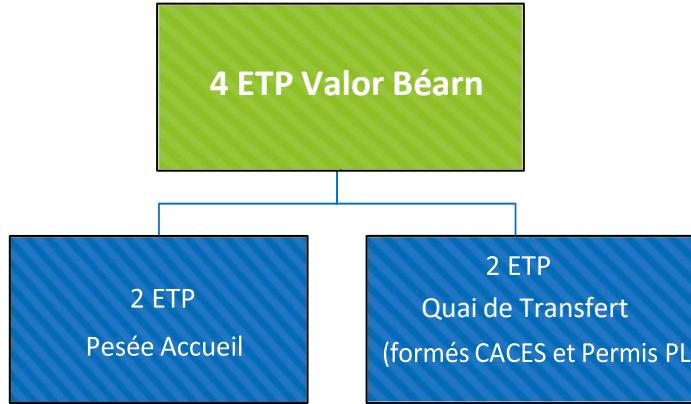 4 ETP Valor Béarn
2 ETP
Pesée Accueil
2 ETP
Quai de Transfert
(formés CACES et Permis PL